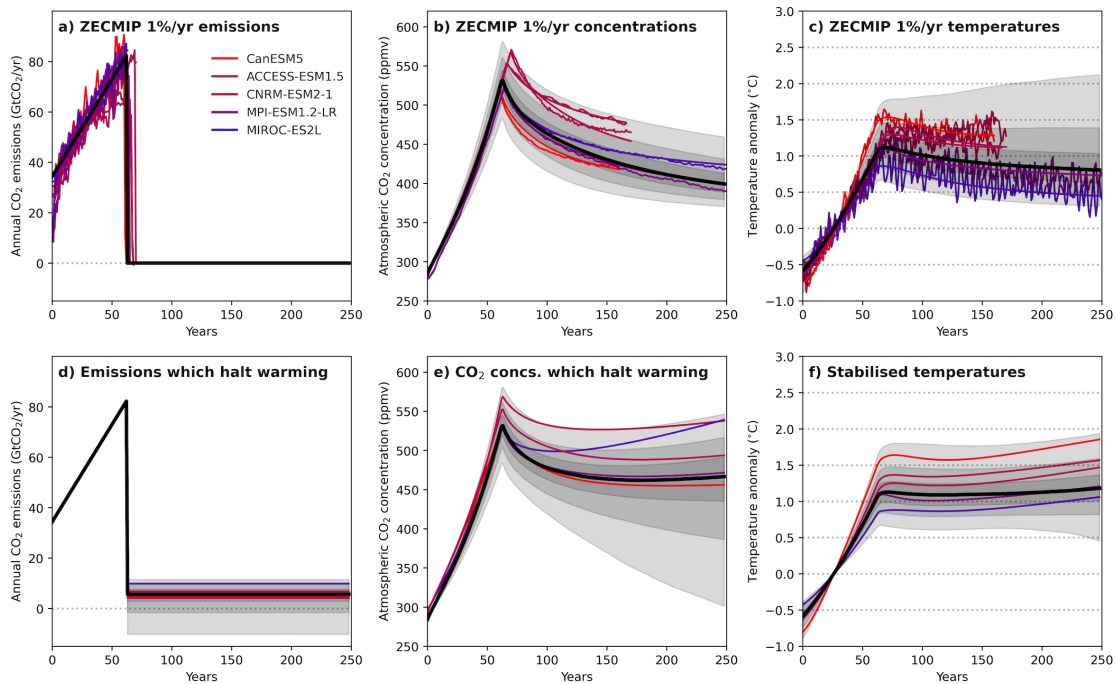 a) ZECMIP 1%/yr emissions
CanESM5
ACCESS-ESM1.5
CNRM-ESM2-1
MPI-ESM1.2-LR
MIROC-ES2L
Annual CO₂ emissions (GtCO₂/yr)
80
60
40
20
0
0 50 100 150 200 250
Years
b) ZECMIP 1%/yr concentrations
Atmospheric CO₂ concentration (ppmv)
600
550
500
450
400
350
300
250
0 50 100 150 200 250
Years
c) ZECMIP 1%/yr temperatures
Temperature anomaly (°C)
3.0
2.5
2.0
1.5
1.0
0.5
0.0
−0.5
−1.0
0 50 100 150 200 250
Years
d) Emissions which halt warming
Annual CO₂ emissions (GtCO₂/yr)
80
60
40
20
0
0 50 100 150 200 250
Years
e) CO₂ concs. which halt warming
Atmospheric CO₂ concentration (ppmv)
600
550
500
450
400
350
300
250
0 50 100 150 200 250
Years
f) Stabilised temperatures
Temperature anomaly (°C)
3.0
2.5
2.0
1.5
1.0
0.5
0.0
−0.5
−1.0
0 50 100 150 200 250
Years